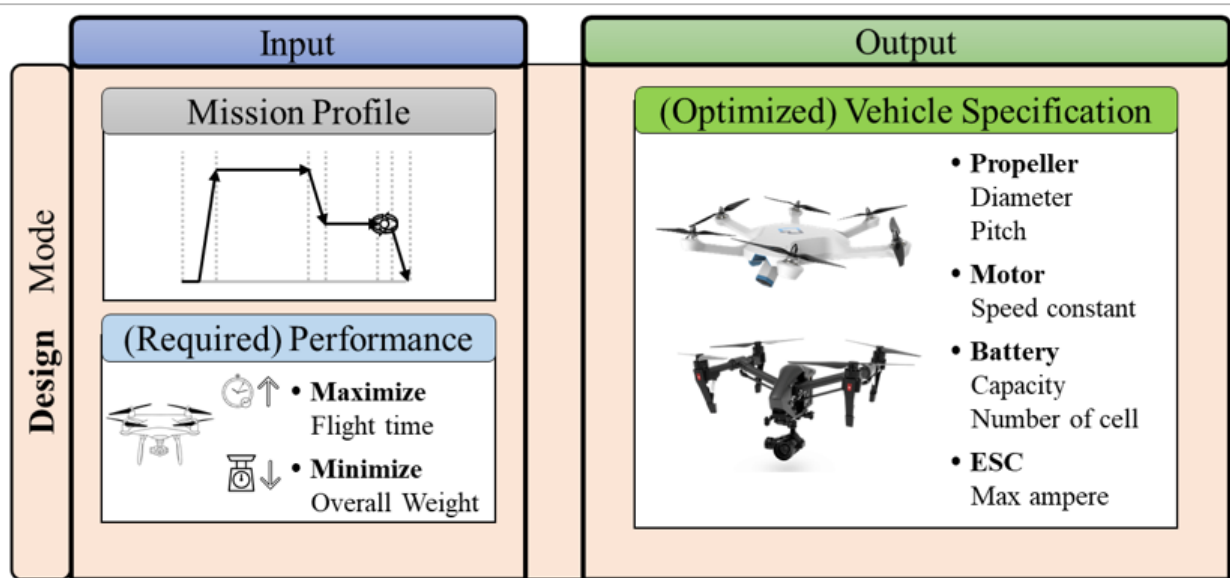 Input
Output
Design Mode
Mission Profile
(Required) Performance
• Maximize
Flight time
• Minimize
Overall Weight
(Optimized) Vehicle Specification
• Propeller
Diameter
Pitch
• Motor
Speed constant
• Battery
Capacity
Number of cell
• ESC
Max ampere